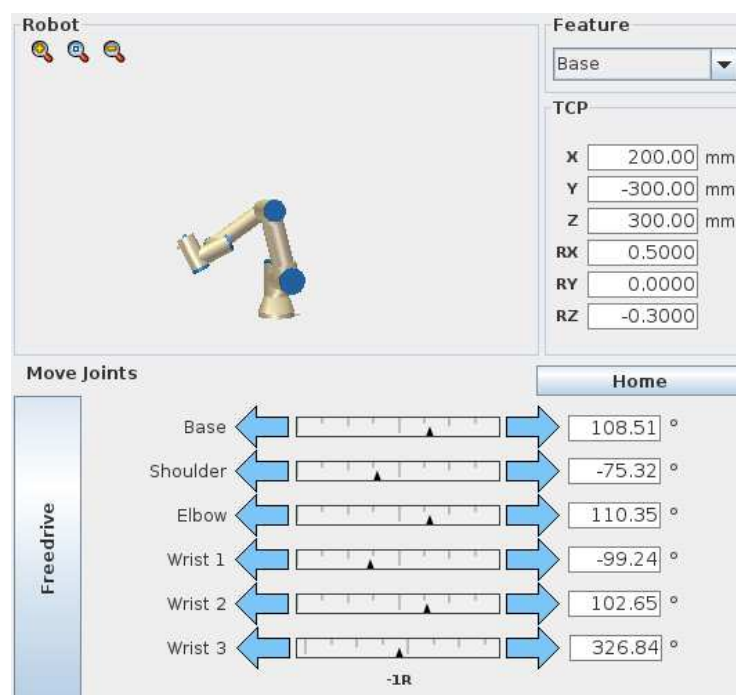 Robot
Feature
Base
TCP
X 200.00 mm
Y -300.00 mm
Z 300.00 mm
RX 0.5000
RY 0.0000
RZ -0.3000
Move Joints
Home
Freedrive
Base 108.51 °
Shoulder -75.32 °
Elbow 110.35 °
Wrist 1 -99.24 °
Wrist 2 102.65 °
Wrist 3 326.84 °
-1R